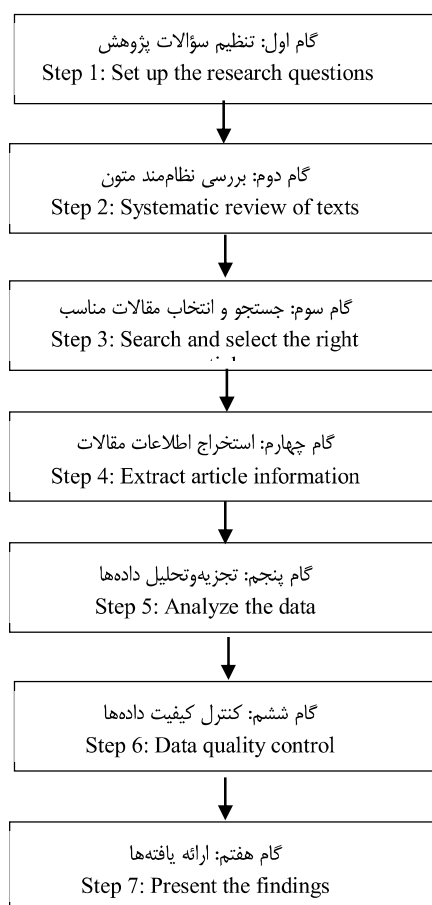 گام اول: تنظیم سؤالات پژوهش
Step 1: Set up the research questions
گام دوم: بررسی نظام‌مند متون
Step 2: Systematic review of texts
گام سوم: جستجو و انتخاب مقالات مناسب
Step 3: Search and select the right
گام چهارم: استخراج اطلاعات مقالات
Step 4: Extract article information
گام پنجم: تجزیه‌وتحلیل داده‌ها
Step 5: Analyze the data
گام ششم: کنترل کیفیت داده‌ها
Step 6: Data quality control
گام هفتم: ارائه یافته‌ها
Step 7: Present the findings